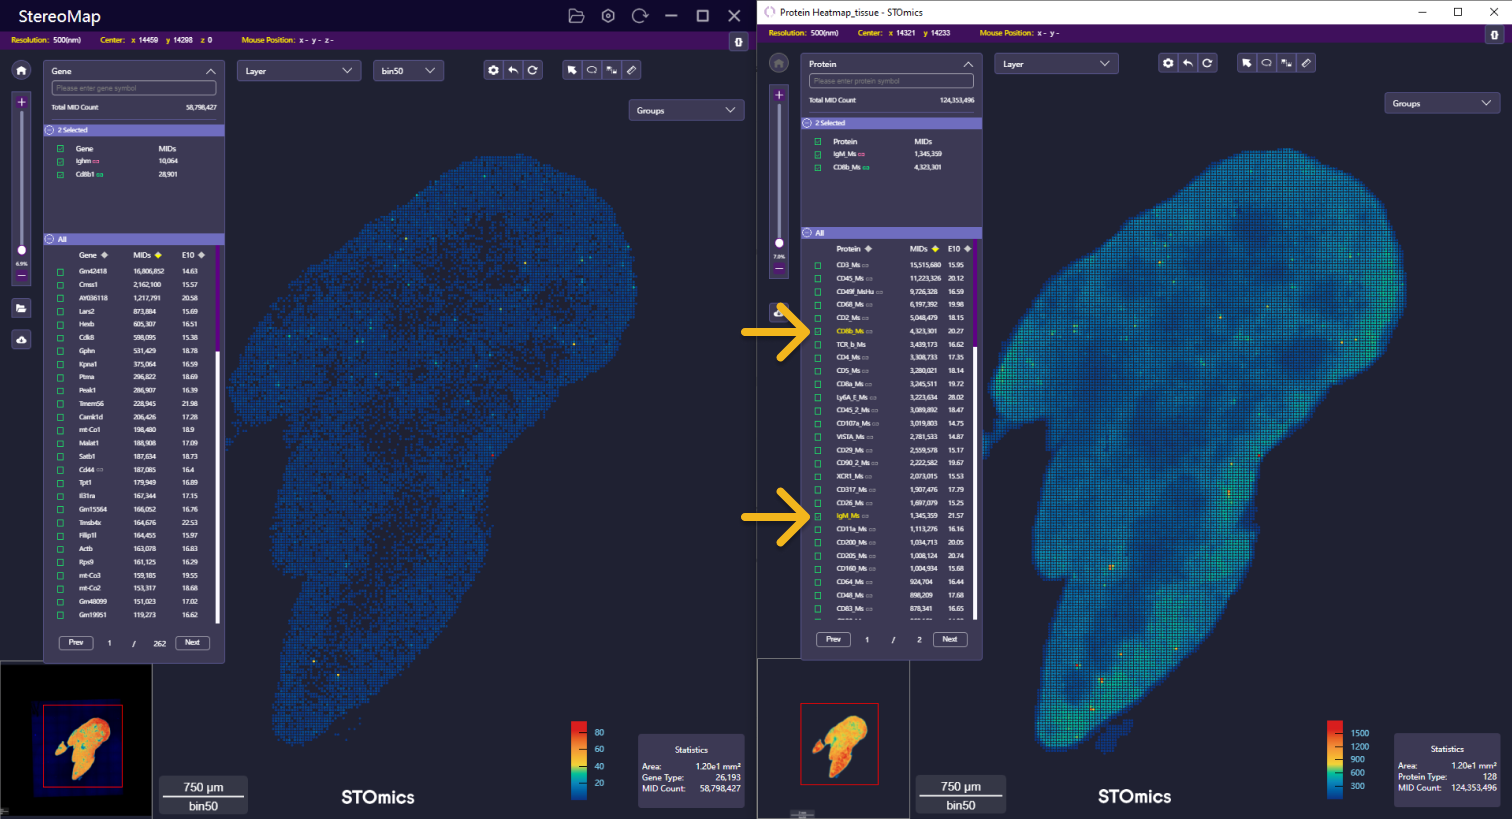 StereoMap
Resolution: 500(nm) Center: x 14459 y 14298 z 0 Mouse Position: x - y - z -
Gene
Please enter gene symbol
Total MID Count 58,798,427
2 Selected
Gene MIDs
Ighm 10,064
Cd8b1 28,901
All
Gene MIDs E10
Gm42418 16,806,852 14.63
Cmss1 2,162,100 15.57
AY036118 1,217,791 20.58
Lars2 873,884 15.69
Hexb 605,307 16.51
Cdk8 598,095 15.38
Gphn 531,429 18.78
Kpna1 375,064 16.59
Ptma 296,822 18.69
Peak1 286,907 16.39
Tmem56 228,945 21.98
Camk1d 206,426 17.28
mt-Co1 198,480 18.9
Malat1 188,908 17.09
Satb1 187,634 18.73
Cd44 187,085 16.4
Tpt1 179,949 16.89
Il31ra 167,344 17.15
Gm15564 166,052 16.76
Tmsb4x 164,676 22.53
Filip1l 164,455 15.97
Actb 163,078 16.83
Rps9 161,125 16.29
mt-Co3 159,185 19.55
mt-Co2 153,317 18.68
Gm48099 151,023 17.02
Gm19951 119,273 16.62
Prev 1 / 262 Next
6.9%
Layer
bin50
Groups
750 μm
bin50
STOmics
80
60
40
20
Statistics
Area: 1.20e1 mm²
Gene Type: 26,193
MID Count: 58,798,427
Protein Heatmap_tissue - STOmics
Resolution: 500(nm) Center: x 14321 y 14233 Mouse Position: x - y -
Protein
Please enter protein symbol
Total MID Count 124,353,496
2 Selected
Protein MIDs
IgM_Ms 1,345,359
CD8b_Ms 4,323,301
All
Protein MIDs E10
CD3_Ms 15,515,680 15.95
CD45_Ms 11,223,326 20.12
CD49f_MsHu 9,726,328 16.59
CD68_Ms 6,197,392 19.98
CD2_Ms 5,048,479 18.15
CD8b_Ms 4,323,301 20.27
TCR_b_Ms 3,439,173 16.62
CD4_Ms 3,308,733 17.35
CD5_Ms 3,280,021 18.14
CD8a_Ms 3,245,511 19.72
Ly6A_E_Ms 3,223,634 28.02
CD45_2_Ms 3,089,892 18.47
CD107a_Ms 3,019,803 14.75
VISTA_Ms 2,781,533 14.87
CD29_Ms 2,559,578 15.17
CD90_2_Ms 2,222,582 19.67
XCR1_Ms 2,073,015 15.53
CD317_Ms 1,907,476 17.79
CD26_Ms 1,697,079 15.25
IgM_Ms 1,345,359 21.57
CD11a_Ms 1,113,276 16.16
CD200_Ms 1,034,713 20.05
CD205_Ms 1,008,124 20.74
CD160_Ms 1,004,934 15.68
CD64_Ms 924,704 16.44
CD48_Ms 898,209 17.68
CD83_Ms 878,341 16.65
Prev 1 / 2 Next
7.0%
Layer
Groups
750 μm
bin50
STOmics
1500
1200
900
600
300
Statistics
Area: 1.20e1 mm²
Protein Type: 128
MID Count: 124,353,496